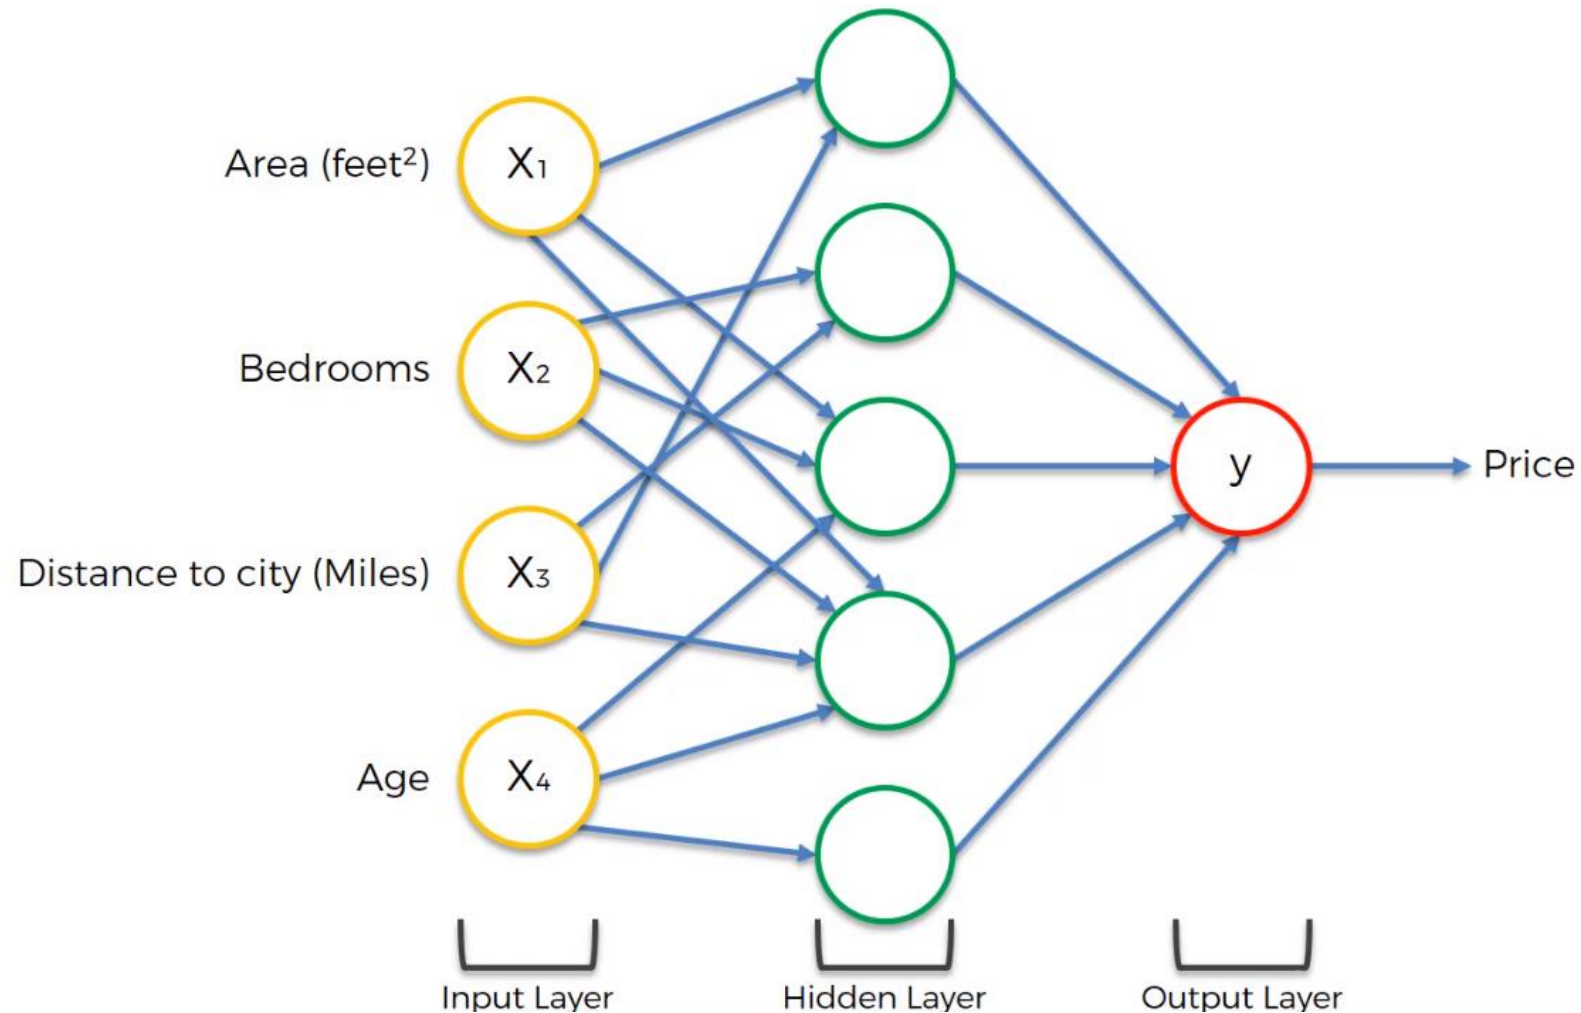 Area (feet²)
X₁
Bedrooms
X₂
Distance to city (Miles)
X₃
Age
X₄
y
Price
Input Layer
Hidden Layer
Output Layer